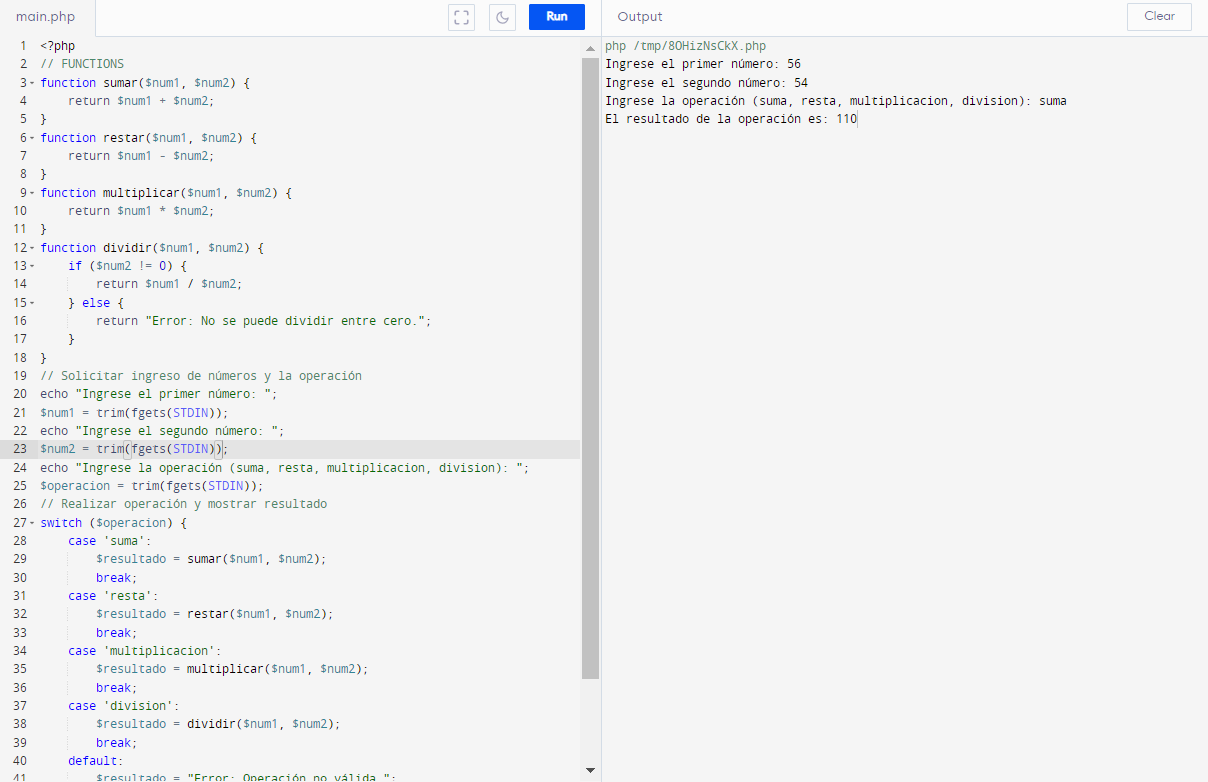 main.php
Run
Output
Clear
1 <?php
2 // FUNCTIONS
3 function sumar($num1, $num2) {
4     return $num1 + $num2;
5 }
6 function restar($num1, $num2) {
7     return $num1 - $num2;
8 }
9 function multiplicar($num1, $num2) {
10     return $num1 * $num2;
11 }
12 function dividir($num1, $num2) {
13     if ($num2 != 0) {
14         return $num1 / $num2;
15     } else {
16         return "Error: No se puede dividir entre cero.";
17     }
18 }
19 // Solicitar ingreso de números y la operación
20 echo "Ingrese el primer número: ";
21 $num1 = trim(fgets(STDIN));
22 echo "Ingrese el segundo número: ";
23 $num2 = trim(fgets(STDIN));
24 echo "Ingrese la operación (suma, resta, multiplicacion, division): ";
25 $operacion = trim(fgets(STDIN));
26 // Realizar operación y mostrar resultado
27 switch ($operacion) {
28     case 'suma':
29         $resultado = sumar($num1, $num2);
30         break;
31     case 'resta':
32         $resultado = restar($num1, $num2);
33         break;
34     case 'multiplicacion':
35         $resultado = multiplicar($num1, $num2);
36         break;
37     case 'division':
38         $resultado = dividir($num1, $num2);
39         break;
40     default:
41         $resultado = "Error: Operación no válida.";
php /tmp/8OHizNsCkX.php
Ingrese el primer número: 56
Ingrese el segundo número: 54
Ingrese la operación (suma, resta, multiplicacion, division): suma
El resultado de la operación es: 110